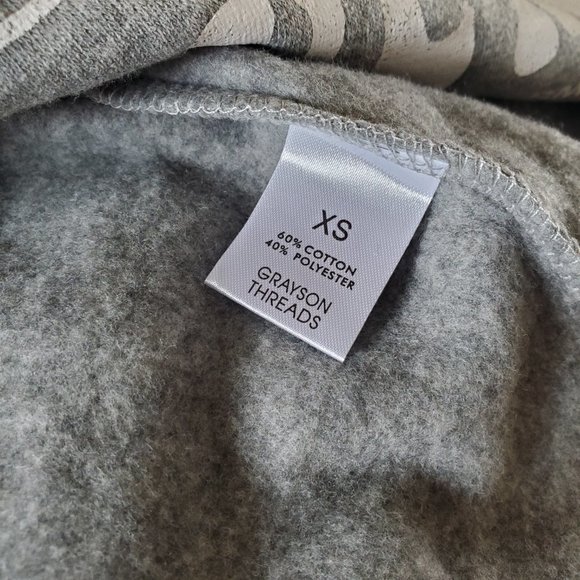 XS
60% COTTON
40% POLYESTER
GRAYSON
THREADS